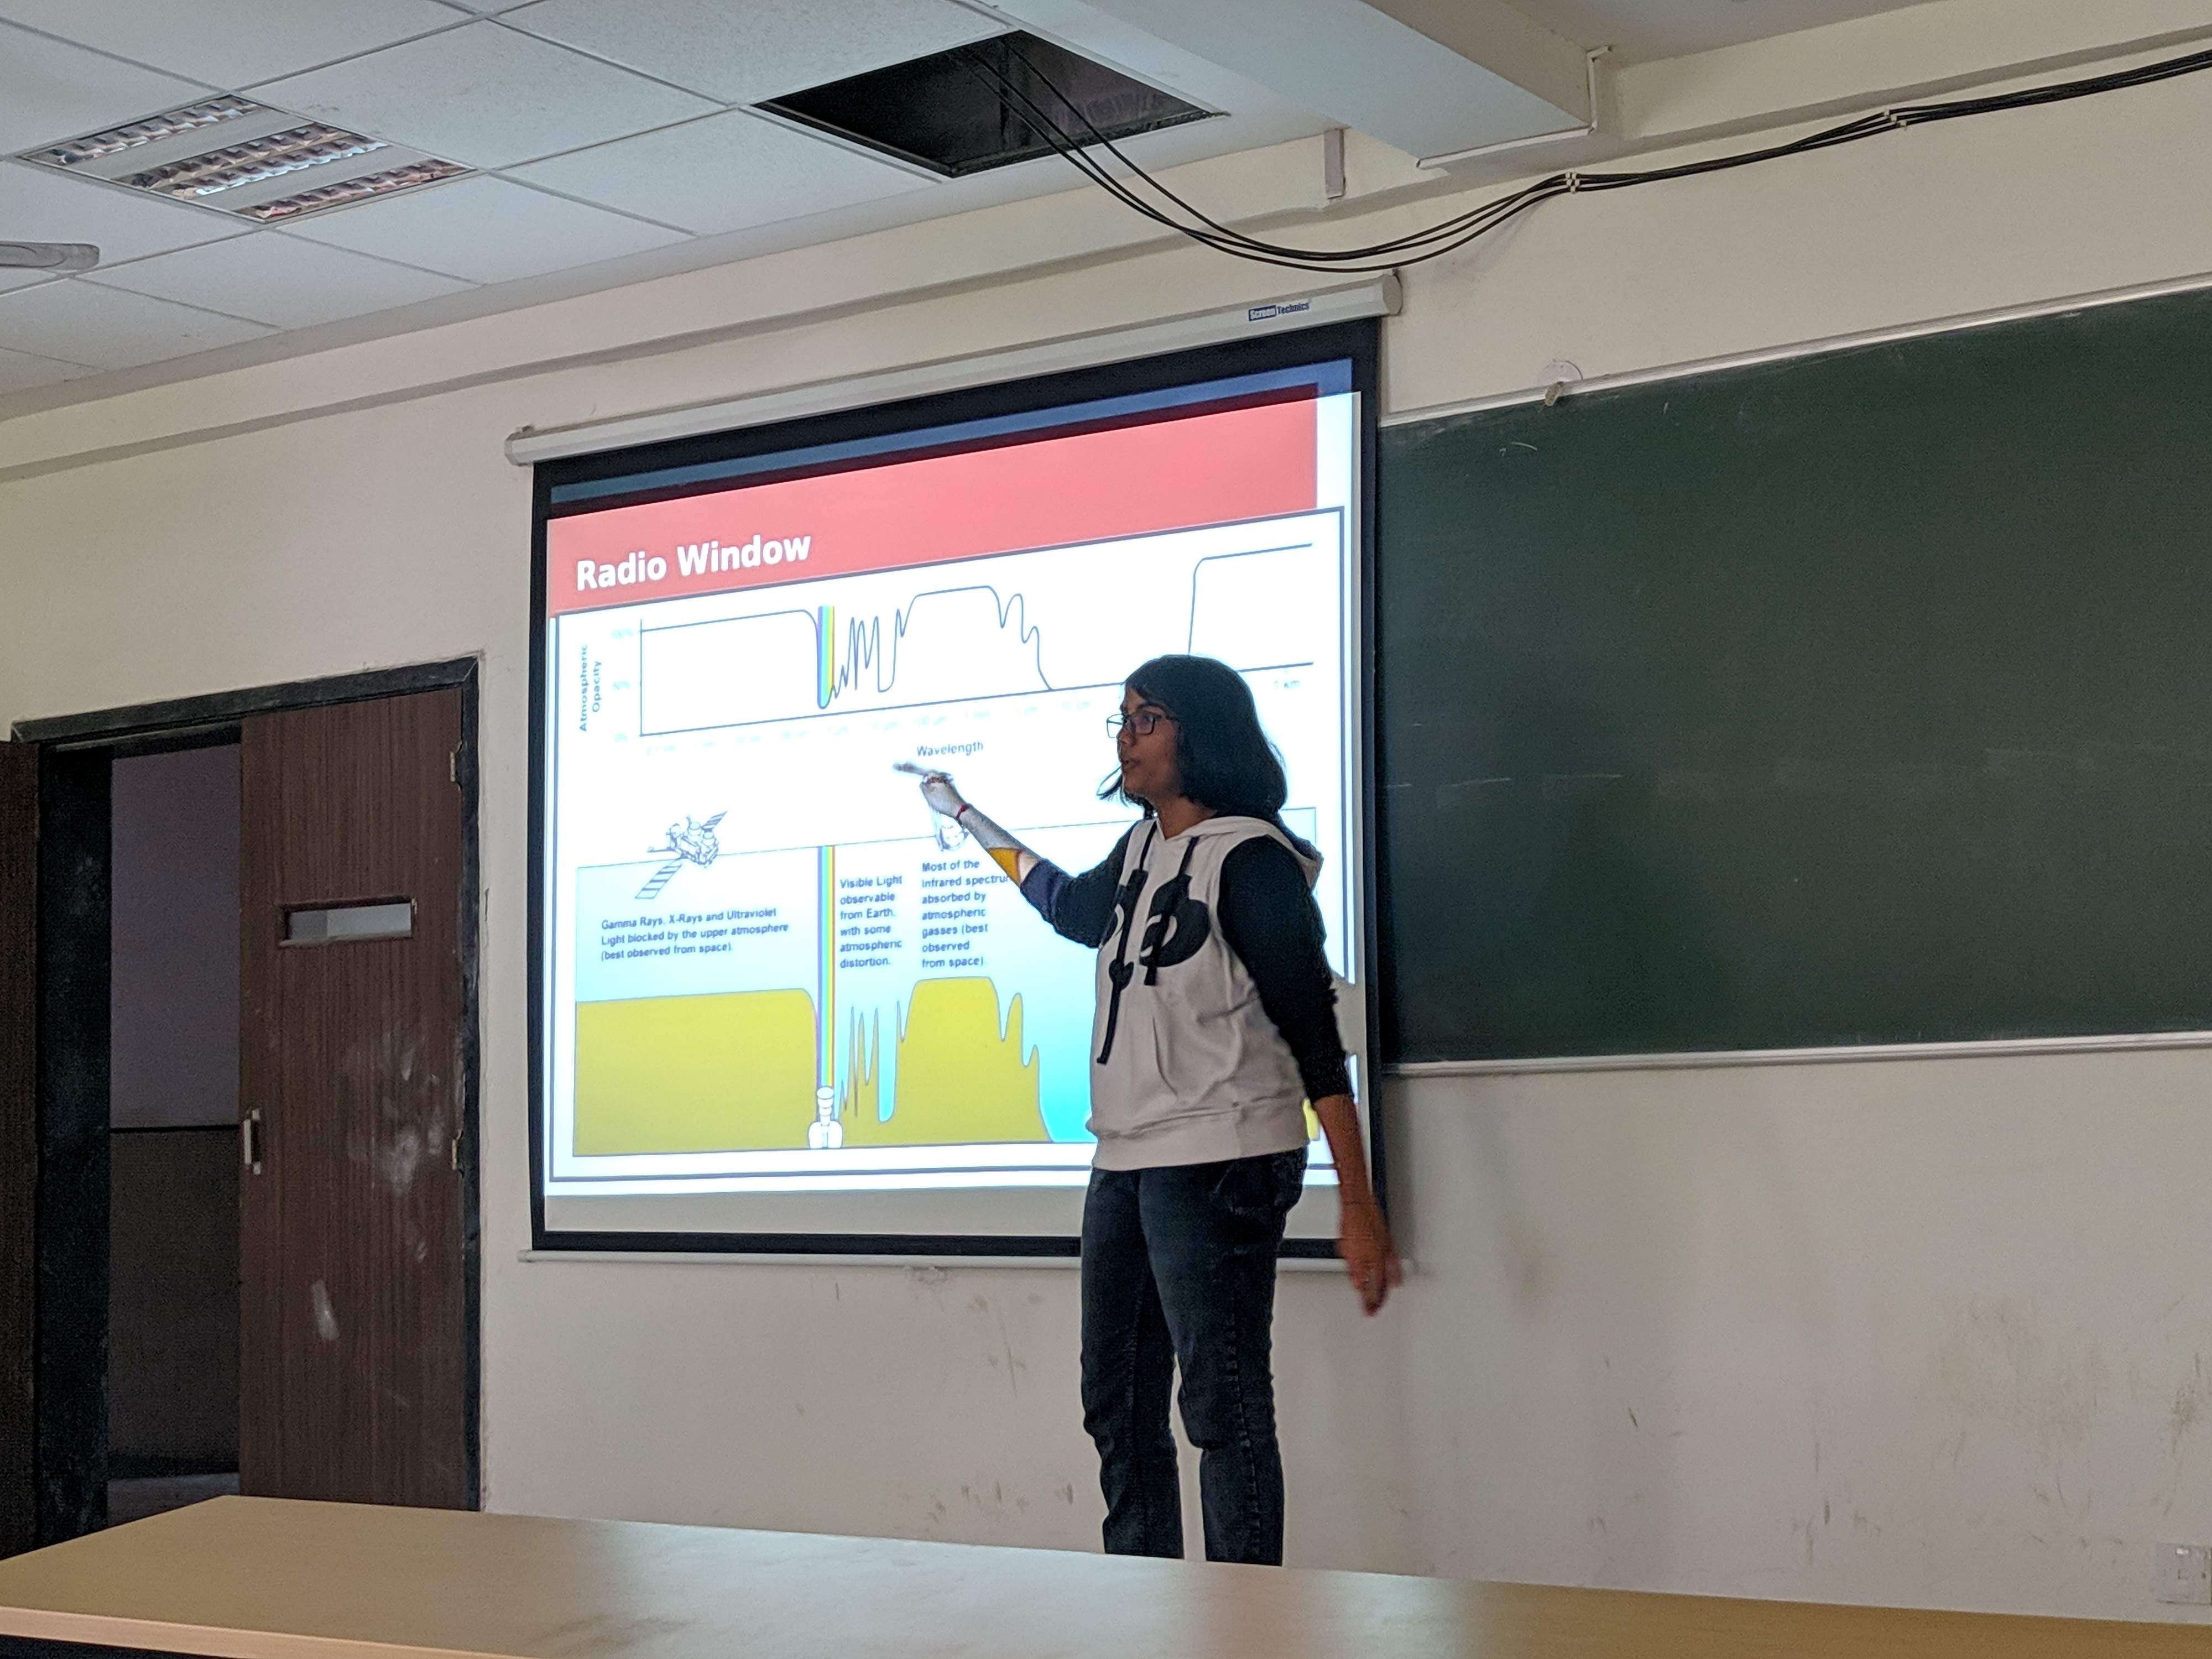 Screen Technics
Radio Window
Atmospheric
Opacity
1 km
Wavelength
Gamma Rays, X-Rays and Ultraviolet
Light blocked by the upper atmosphere
(best observed from space).
Visible Light
observable
from Earth,
with some
atmospheric
distortion.
Most of the
infrared spectrum
absorbed by
atmospheric
gasses (best
observed
from space).